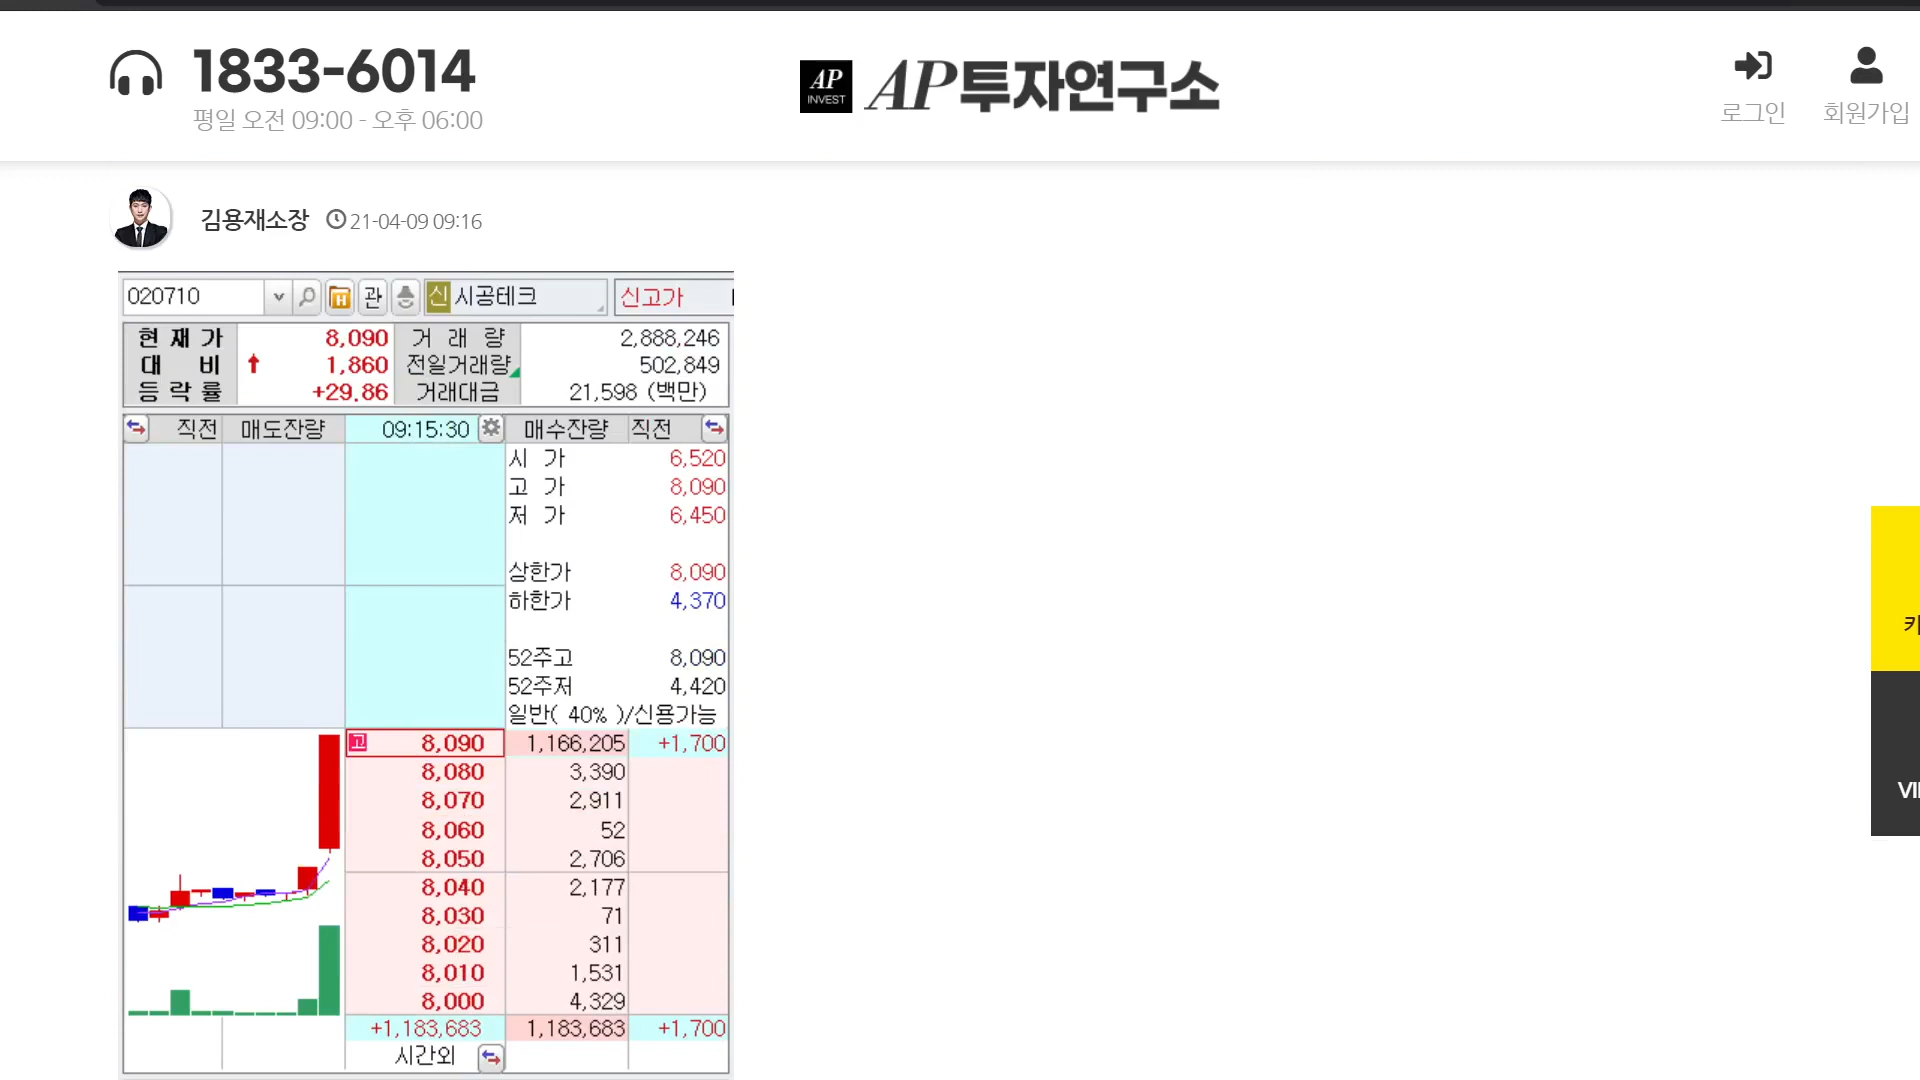 1833-6014
평일 오전 09:00 - 오후 06:00
AP
INVEST
AP투자연구소
로그인
회원가입
김용재소장 21-04-09 09:16
020710 관 신 시공테크 신고가
현재가 8,090 거래량 2,888,246
대비 1,860 전일거래량 502,849
등락률 +29.86 거래대금 21,598 (백만)
직전 매도잔량 09:15:30 매수잔량 직전
시 가 6,520
고 가 8,090
저 가 6,450
상한가 8,090
하한가 4,370
52주고 8,090
52주저 4,420
일반( 40% )/신용가능
고 8,090 1,166,205 +1,700
8,080 3,390
8,070 2,911
8,060 52
8,050 2,706
8,040 2,177
8,030 71
8,020 311
8,010 1,531
8,000 4,329
+1,183,683 1,183,683 +1,700
시간외